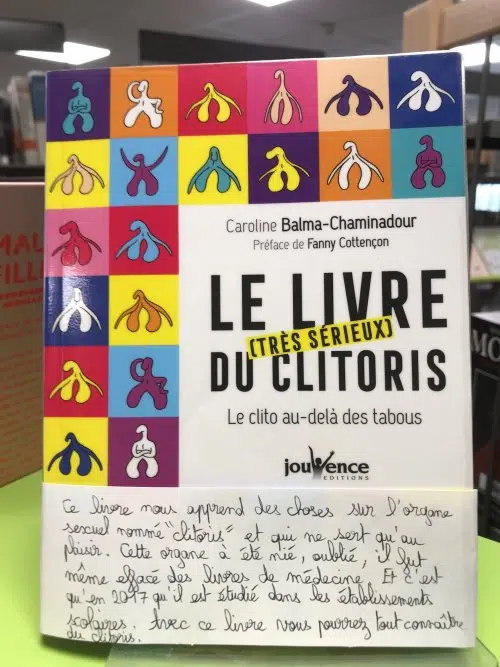 Caroline Balma-Chaminadour
Préface de Fanny Cottençon
LE LIVRE
(TRÈS SÉRIEUX)
DU CLITORIS
Le clito au-delà des tabous
jouvence
EDITIONS
Ce livre nous apprend des choses sur l'organe
sexuel nommé "clitoris" et qui ne sert qu'au
plaisir. Cette organe à été nié, oublié, il fut
même effacé des livres de médecine. Et c'est
qu'en 2017 qu'il est étudié dans les établissements
scolaires. Avec ce livre vous pourrez tout connaître
du clitoris.
MAL
FILLE